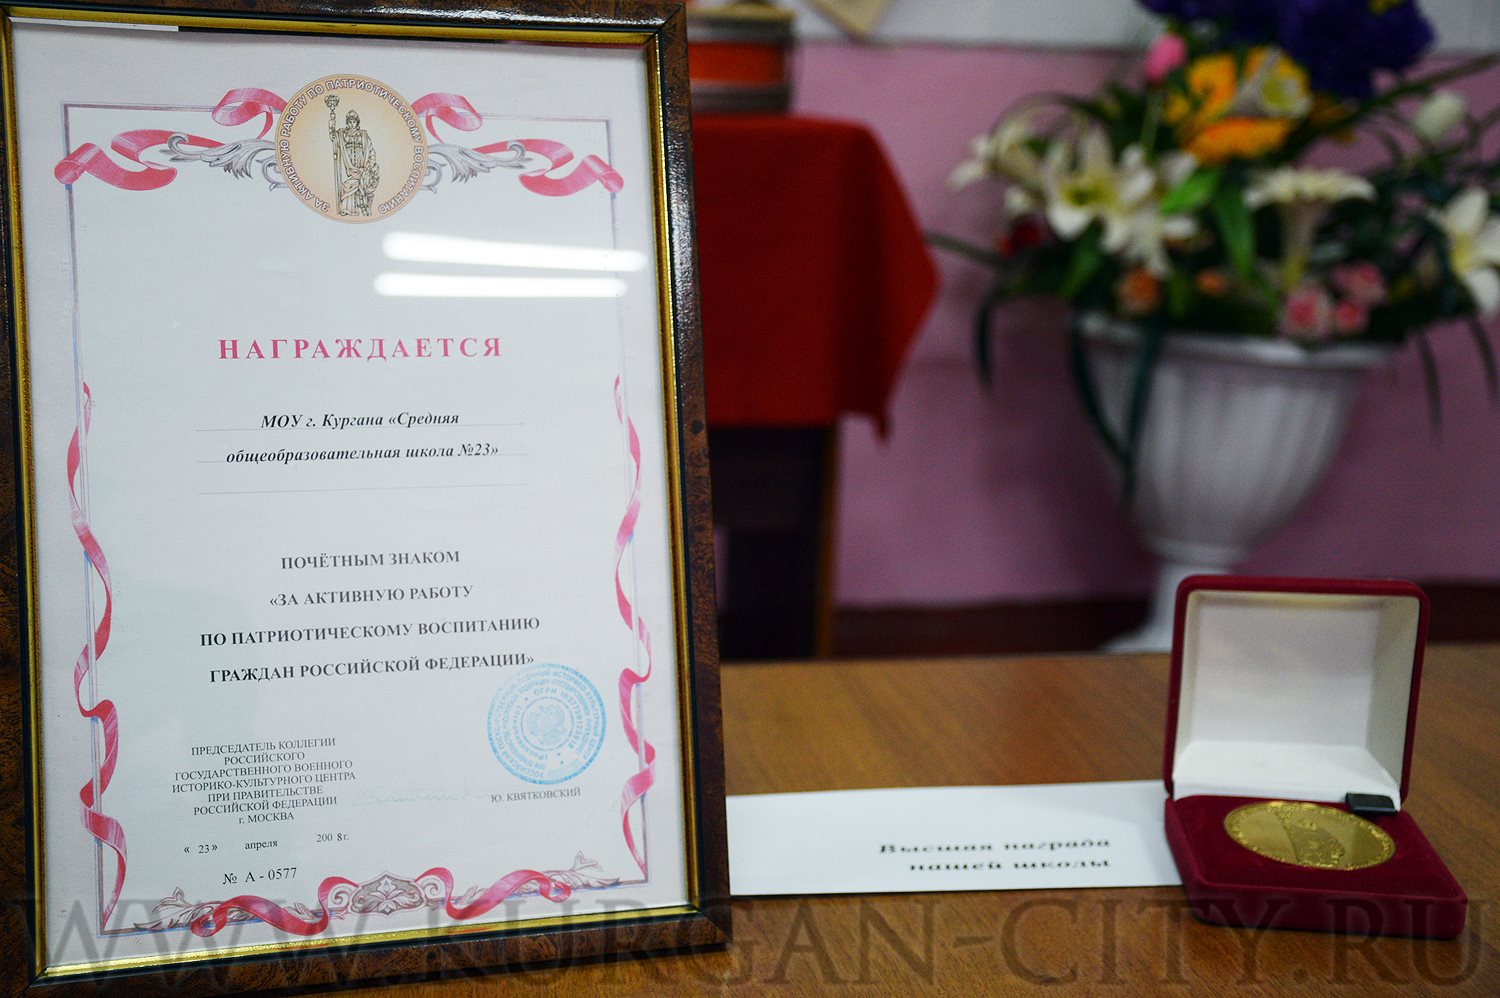 ЗА АКТИВНУЮ РАБОТУ ПО ПАТРИОТИЧЕСКОМУ ВОСПИТАНИЮ
НАГРАЖДАЕТСЯ
МОУ г. Кургана «Средняя
общеобразовательная школа №23»
ПОЧЁТНЫМ ЗНАКОМ
«ЗА АКТИВНУЮ РАБОТУ
ПО ПАТРИОТИЧЕСКОМУ ВОСПИТАНИЮ
ГРАЖДАН РОССИЙСКОЙ ФЕДЕРАЦИИ»
ПРЕДСЕДАТЕЛЬ КОЛЛЕГИИ
РОССИЙСКОГО
ГОСУДАРСТВЕННОГО ВОЕННОГО
ИСТОРИКО-КУЛЬТУРНОГО ЦЕНТРА
ПРИ ПРАВИТЕЛЬСТВЕ
РОССИЙСКОЙ ФЕДЕРАЦИИ
г. МОСКВА
Ю. КВЯТКОВСКИЙ
« 23 » апреля 2008 г.
№ А - 0577
Высшая награда
нашей школы
WWW.KURGAN-CITY.RU